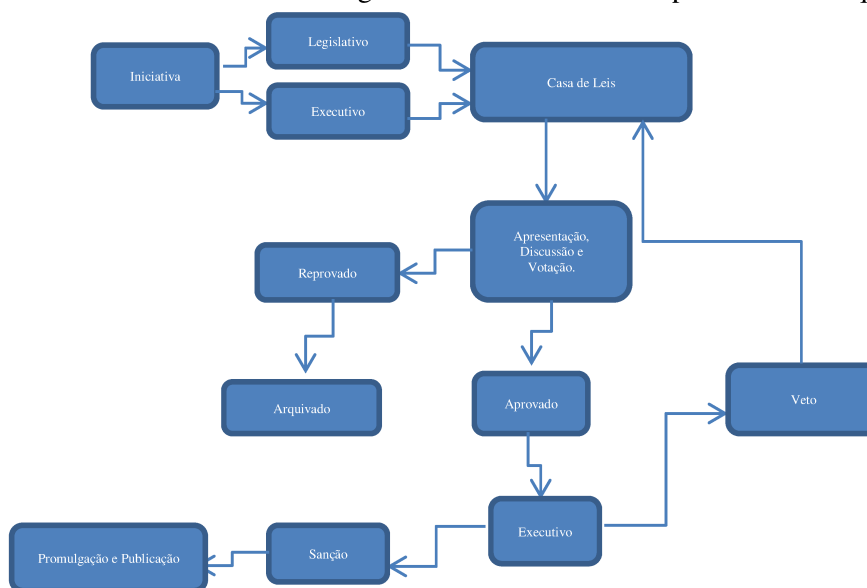 Legislativo
Iniciativa
Casa de Leis
Executivo
Apresentação,
Discussão e
Votação.
Reprovado
Arquivado
Aprovado
Veto
Executivo
Sanção
Promulgação e Publicação